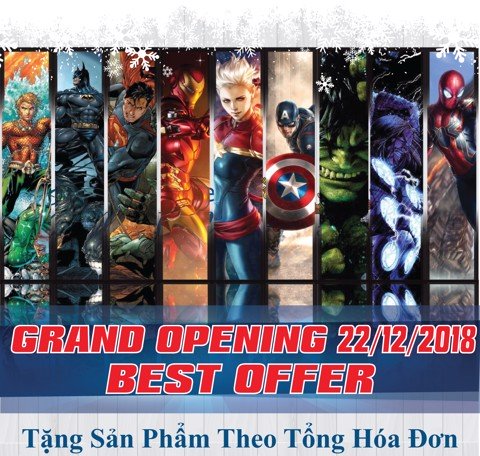 GRAND OPENING 22/12/2018
BEST OFFER
Tặng Sản Phẩm Theo Tổng Hóa Đơn